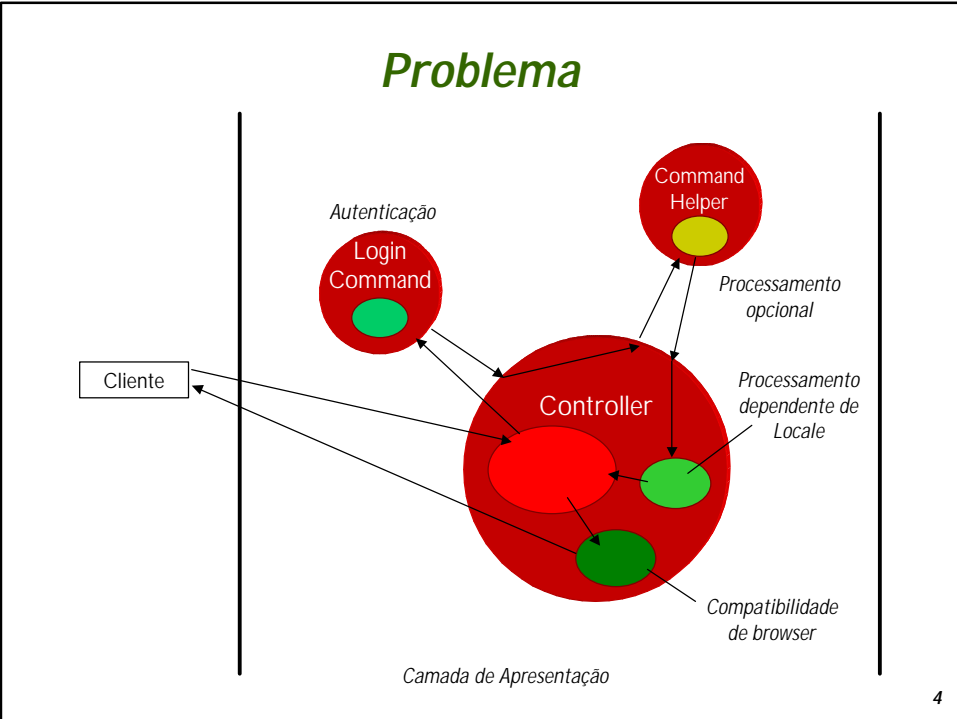 Problema
Command
Helper
Autenticação
Login
Command
Processamento
opcional
Cliente
Controller
Processamento
dependente de
Locale
Compatibilidade
de browser
Camada de Apresentação
4